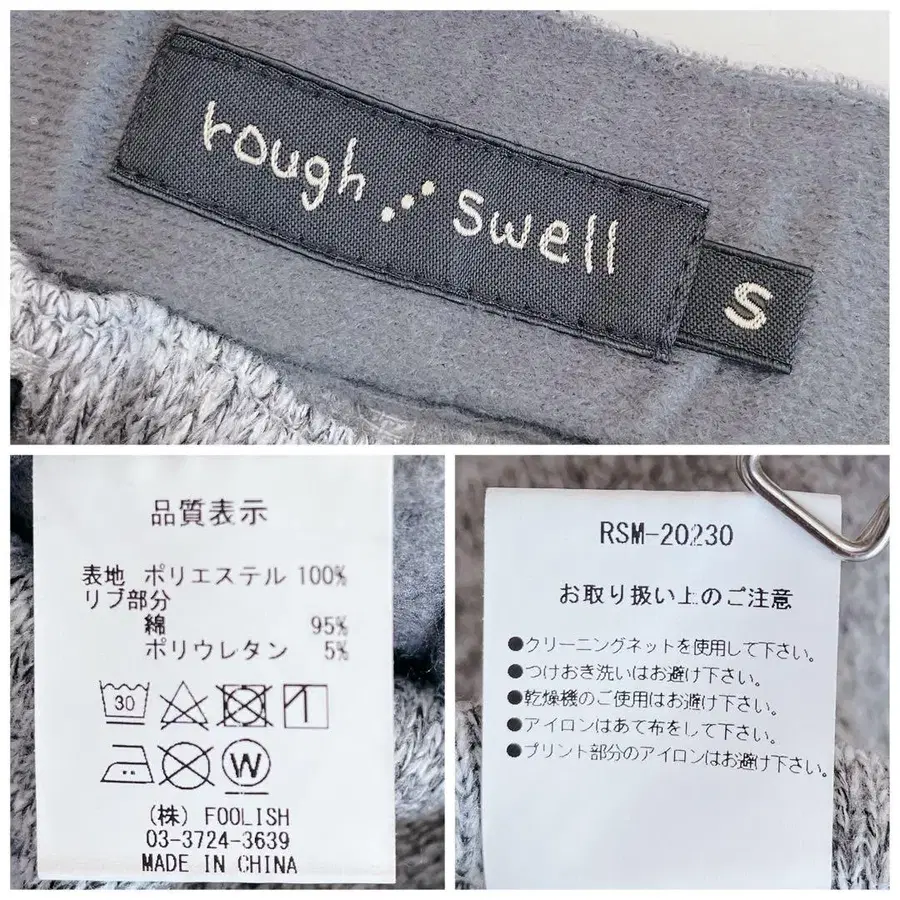 rough swell
S
品質表示
表地 ポリエステル 100%
リブ部分
綿 95%
ポリウレタン 5%
30
W
(株) FOOLISH
03-3724-3639
MADE IN CHINA
RSM-20230
お取り扱い上のご注意
●クリーニングネットを使用して下さい。
●つけおき洗いはお避け下さい。
●乾燥機のご使用はお避け下さい。
●アイロンはあて布をして下さい。
●プリント部分のアイロンはお避け下さい。